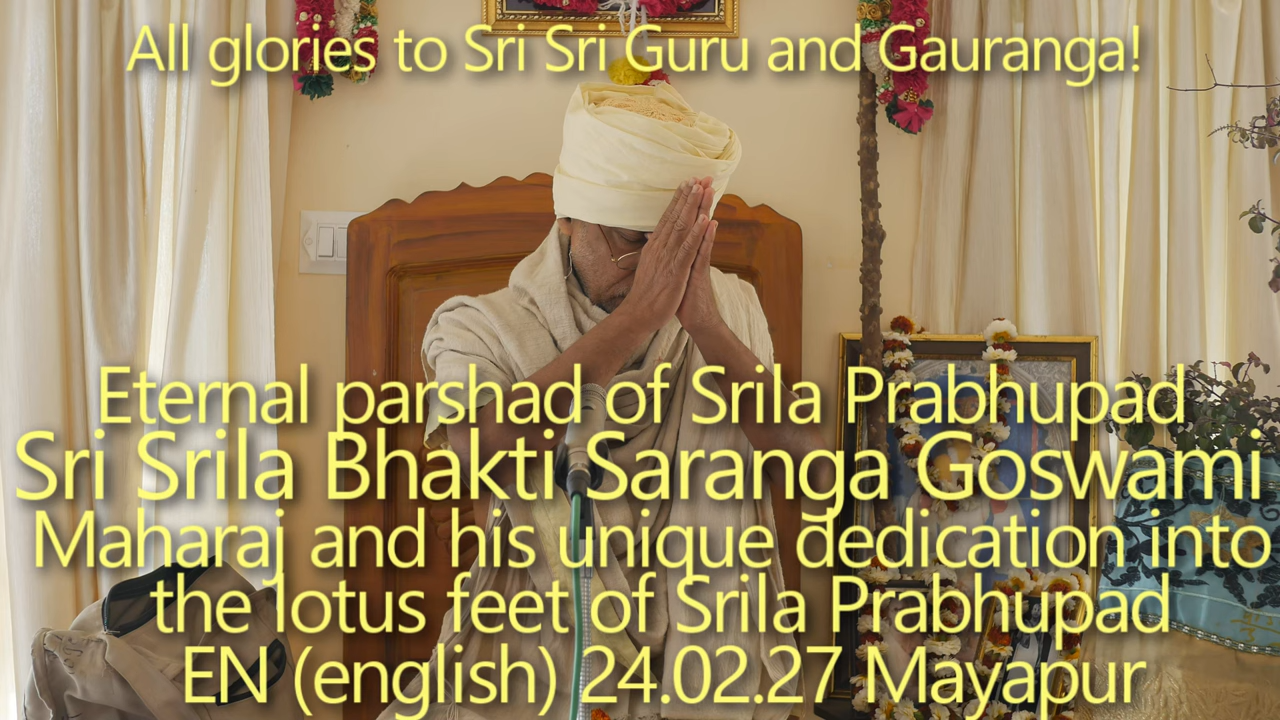 All glories to Sri Sri Guru and Gauranga!
Eternal parshad of Srila Prabhupad
Sri Srila Bhakti Saranga Goswami
Maharaj and his unique dedication into
the lotus feet of Srila Prabhupad
EN (english) 24.02.27 Mayapur